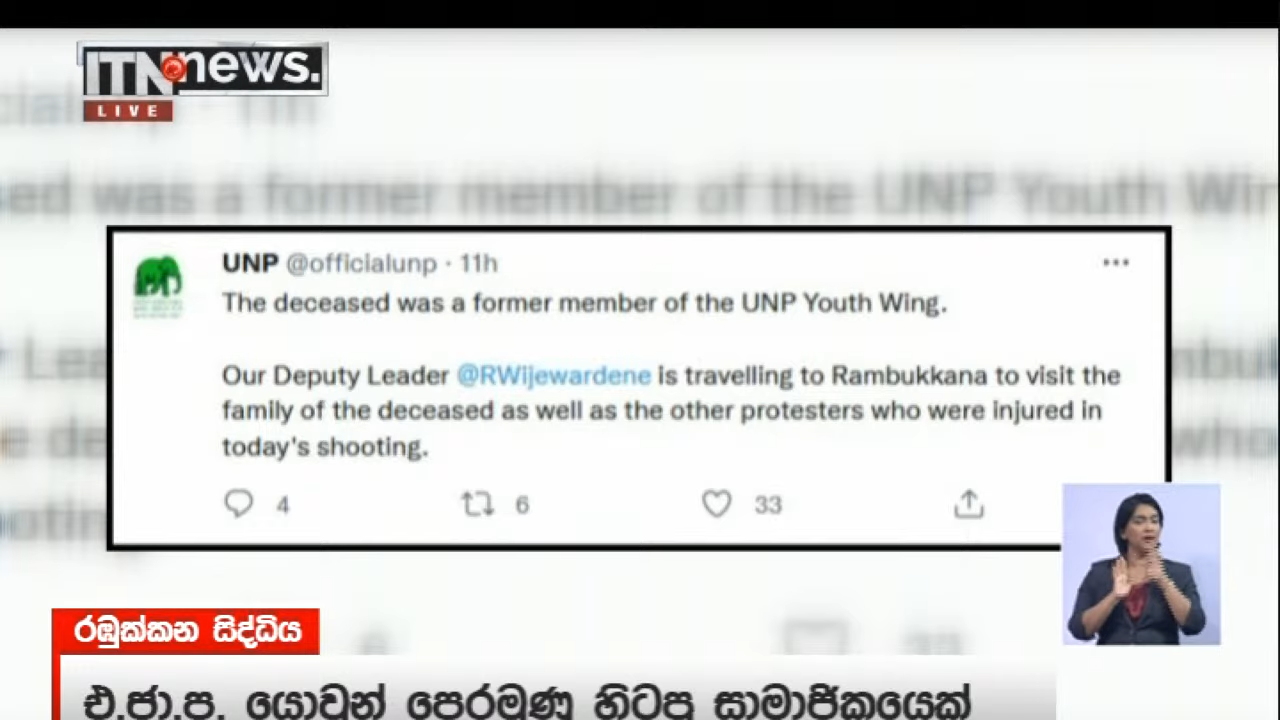 ITN news.
LIVE
UNP @officialunp · 11h
The deceased was a former member of the UNP Youth Wing.
Our Deputy Leader @RWijewardene is travelling to Rambukkana to visit the
family of the deceased as well as the other protesters who were injured in
today's shooting.
4 6 33
රඹුක්කන සිද්ධිය
එ.ජා.ප. යොවුන් පෙරමුණු හිටපු සාමාජිකයෙක්